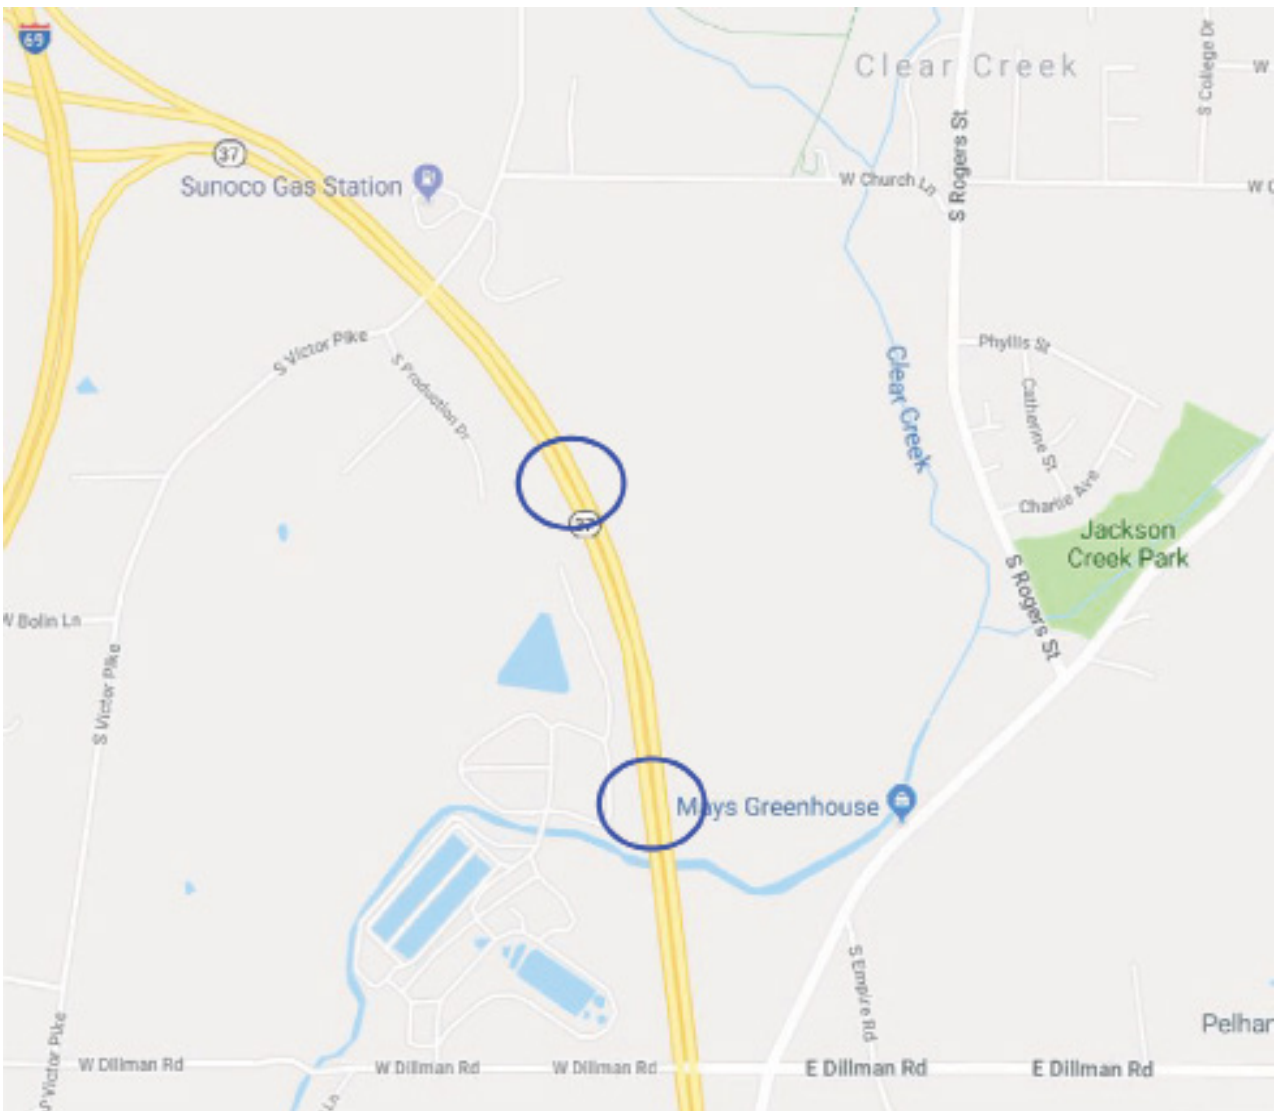 69
Clear Creek
S College Dr
W
37
Sunoco Gas Station
S Rogers St
W Church Ln
W C
S Victor Pike
Phyllis St
S Production Dr
Clear Creek
Catherine St
Charlie Ave
37
Jackson
Creek Park
S Rogers St
W Bolin Ln
S Victor Pike
Mays Greenhouse
S Empire Rd
Pelhar
S Victor Pike
W Dillman Rd
W Dillman Rd
W Dillman Rd
E Dillman Rd
E Dillman Rd
Ln